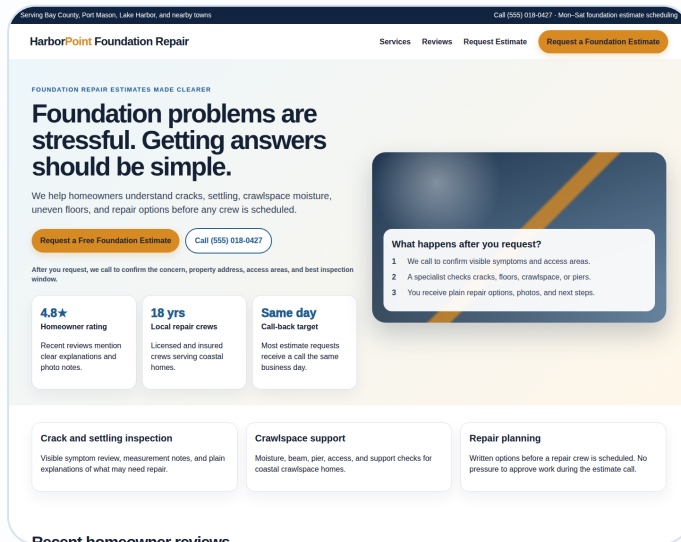 Serving Bay County, Port Mason, Lake Harbor, and nearby towns
Call (555) 018-0427 · Mon–Sat foundation estimate scheduling
HarborPoint Foundation Repair
Services
Reviews
Request Estimate
Request a Foundation Estimate
FOUNDATION REPAIR ESTIMATES MADE CLEARER
Foundation problems are
stressful. Getting answers
should be simple.
We help homeowners understand cracks, settling, crawlspace moisture,
uneven floors, and repair options before any crew is scheduled.
Request a Free Foundation Estimate
Call (555) 018-0427
After you request, we call to confirm the concern, property address, access areas, and best inspection
window.
4.8★
Homeowner rating
Recent reviews mention
clear explanations and
photo notes.
18 yrs
Local repair crews
Licensed and insured
crews serving coastal
homes.
Same day
Call-back target
Most estimate requests
receive a call the same
business day.
What happens after you request?
1 We call to confirm visible symptoms and access areas.
2 A specialist checks cracks, floors, crawlspace, or piers.
3 You receive plain repair options, photos, and next steps.
Crack and settling inspection
Visible symptom review, measurement notes, and plain
explanations of what may need repair.
Crawlspace support
Moisture, beam, pier, access, and support checks for
coastal crawlspace homes.
Repair planning
Written options before a repair crew is scheduled. No
pressure to approve work during the estimate call.
Recent homeowner reviews